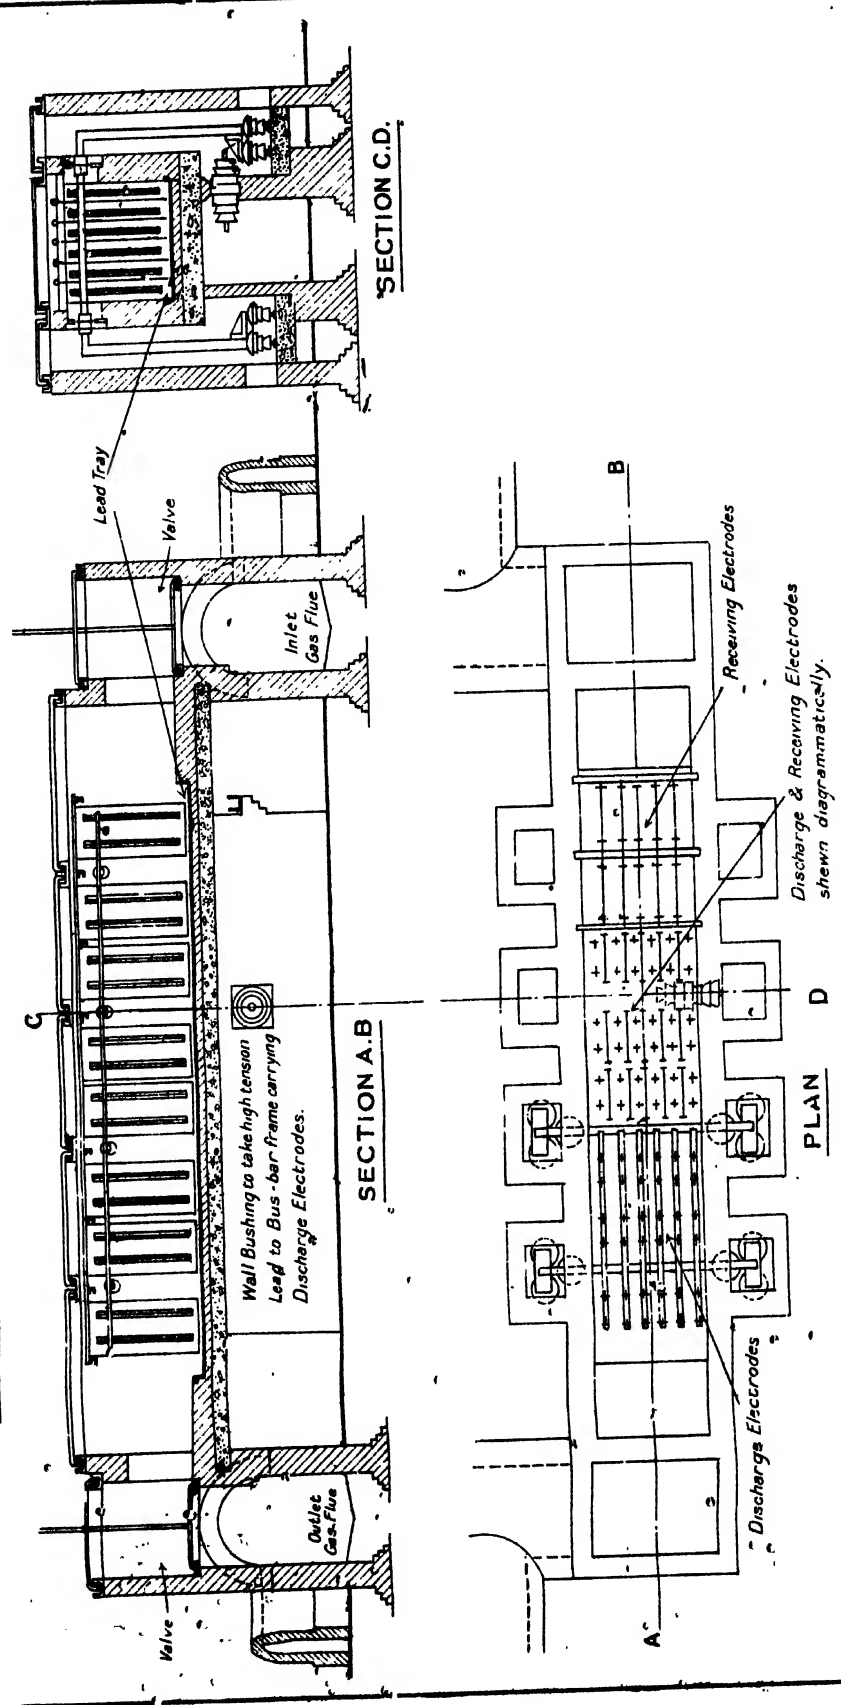 Valve
Outlet
Gas-Flue
C
Wall Bushing to take high tension
Lead to Bus-bar frame carrying
Discharge Electrodes.
SECTION A.B
Inlet
Gas Flue
Valve
Lead Tray
SECTION C.D.
A
B
Discharge Electrodes
Receiving Electrodes
Discharge & Receiving Electrodes
shewn diagrammatically.
PLAN
D